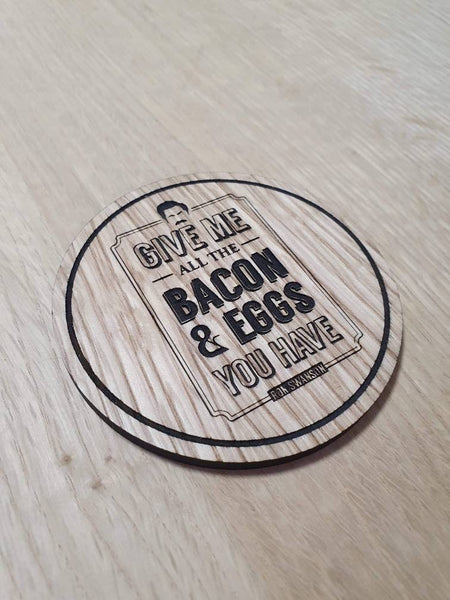 GIVE ME
ALL THE
BACON
& EGGS
YOU HAVE
RON SWANSON